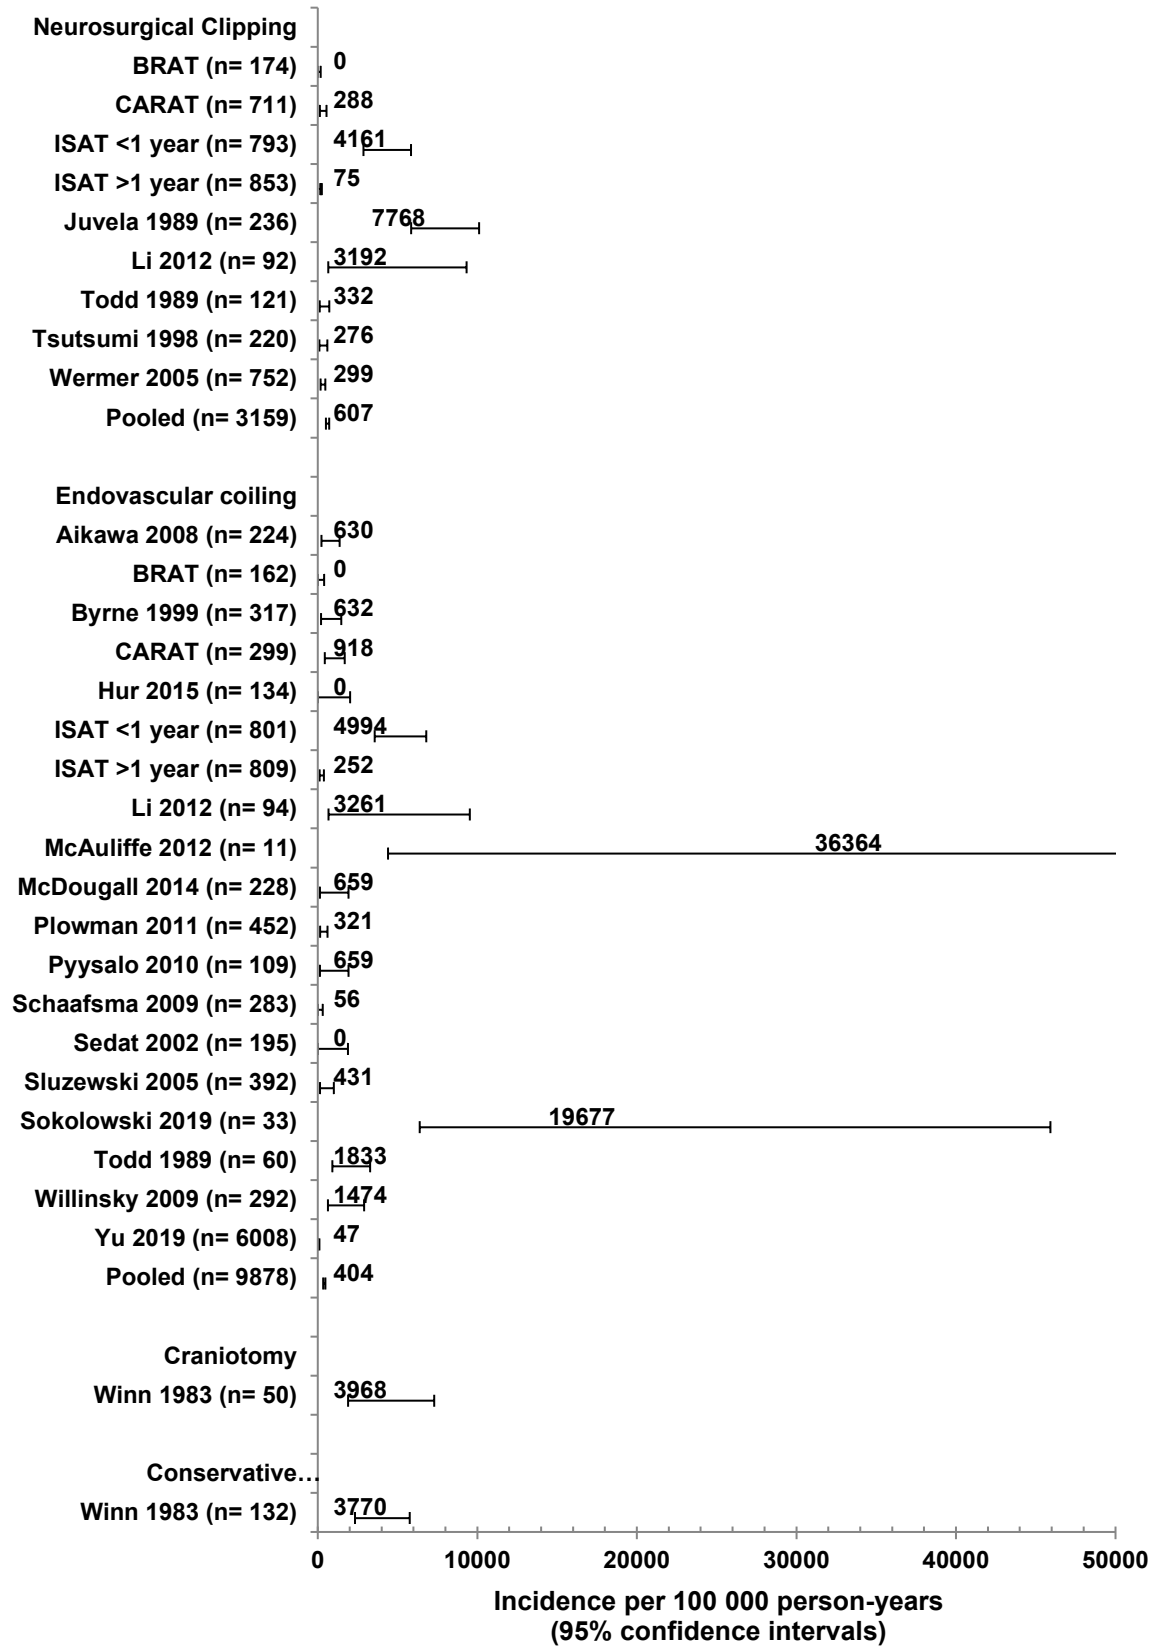 Neurosurgical Clipping
BRAT (n= 174) 0
CARAT (n= 711) 288
ISAT <1 year (n= 793) 4161
ISAT >1 year (n= 853) 75
Juvela 1989 (n= 236) 7768
Li 2012 (n= 92) 3192
Todd 1989 (n= 121) 332
Tsutsumi 1998 (n= 220) 276
Wermer 2005 (n= 752) 299
Pooled (n= 3159) 607
Endovascular coiling
Aikawa 2008 (n= 224) 630
BRAT (n= 162) 0
Byrne 1999 (n= 317) 632
CARAT (n= 299) 918
Hur 2015 (n= 134) 0
ISAT <1 year (n= 801) 4994
ISAT >1 year (n= 809) 252
Li 2012 (n= 94) 3261
McAuliffe 2012 (n= 11) 36364
McDougall 2014 (n= 228) 659
Plowman 2011 (n= 452) 321
Pyysalo 2010 (n= 109) 659
Schaafsma 2009 (n= 283) 56
Sedat 2002 (n= 195) 0
Sluzewski 2005 (n= 392) 431
Sokolowski 2019 (n= 33) 19677
Todd 1989 (n= 60) 1833
Willinsky 2009 (n= 292) 1474
Yu 2019 (n= 6008) 47
Pooled (n= 9878) 404
Craniotomy
Winn 1983 (n= 50) 3968
Conservative…
Winn 1983 (n= 132) 3770
0 10000 20000 30000 40000 50000
Incidence per 100 000 person-years
(95% confidence intervals)